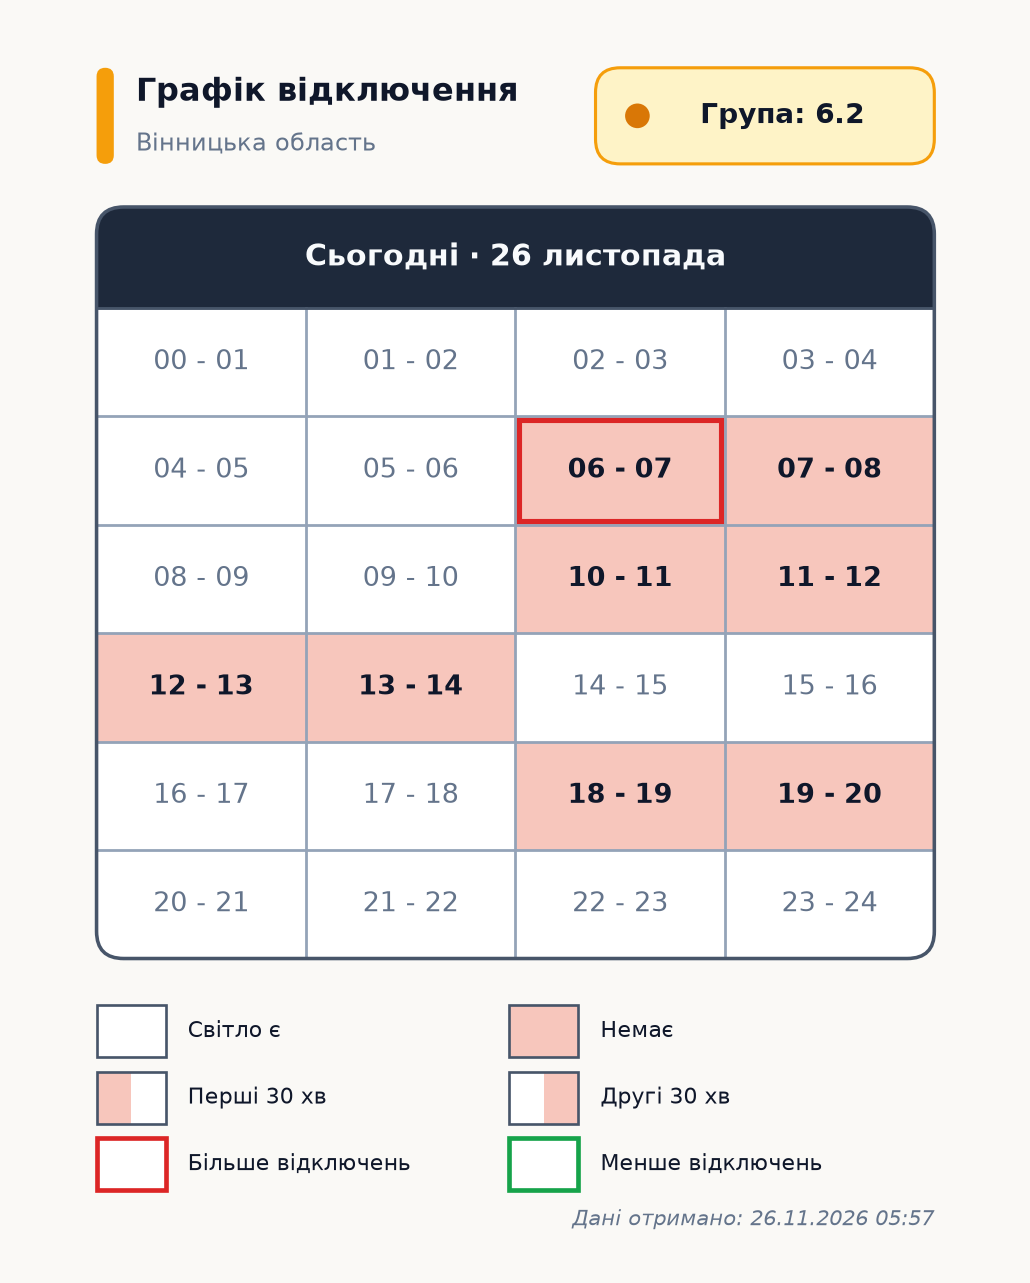 Графік відключення
Вінницька область
Група: 6.2
Сьогодні · 26 листопада
00 - 01 01 - 02 02 - 03 03 - 04
04 - 05 05 - 06 06 - 07 07 - 08
08 - 09 09 - 10 10 - 11 11 - 12
12 - 13 13 - 14 14 - 15 15 - 16
16 - 17 17 - 18 18 - 19 19 - 20
20 - 21 21 - 22 22 - 23 23 - 24
Світло є Немає
Перші 30 хв Другі 30 хв
Більше відключень Менше відключень
Дані отримано: 26.11.2026 05:57